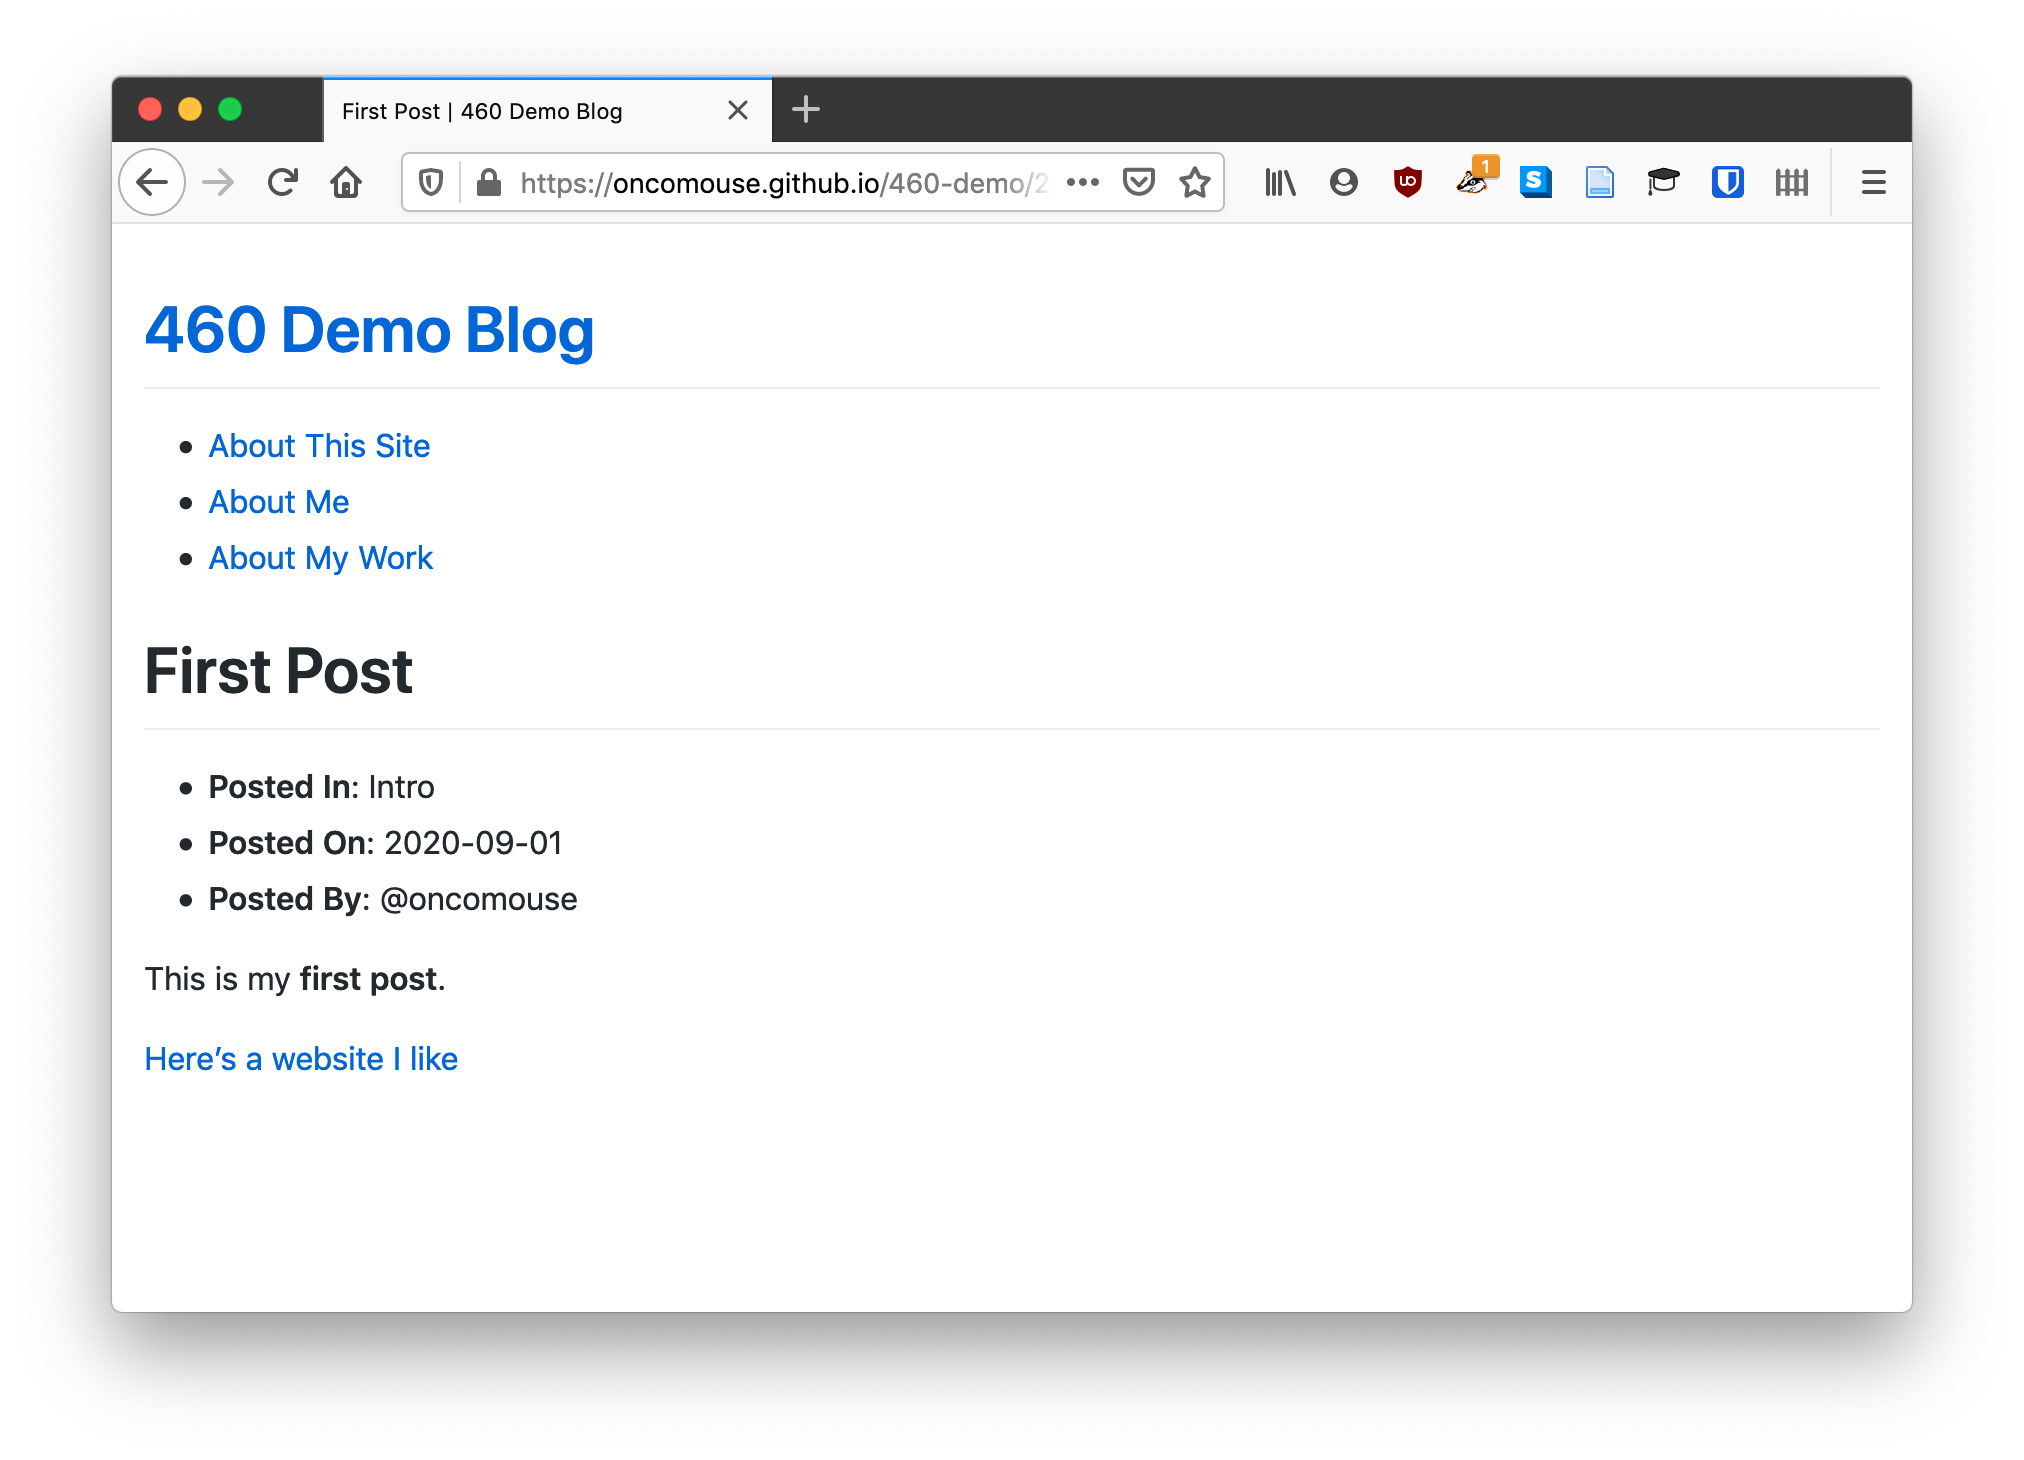 First Post | 460 Demo Blog
https://oncomouse.github.io/460-demo/2
1
S
460 Demo Blog
About This Site
About Me
About My Work
First Post
Posted In: Intro
Posted On: 2020-09-01
Posted By: @oncomouse
This is my first post.
Here’s a website I like